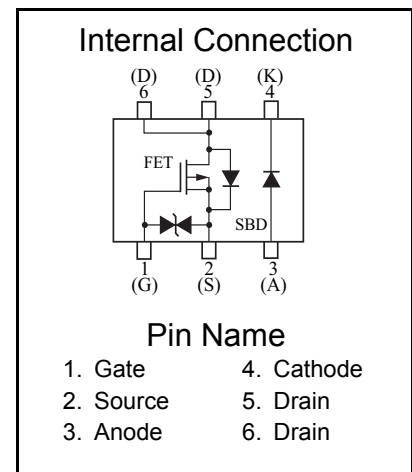 Internal Connection
(D) (D) (K)
6 5 4
FET
SBD
1 2 3
(G) (S) (A)
Pin Name
1. Gate 4. Cathode
2. Source 5. Drain
3. Anode 6. Drain